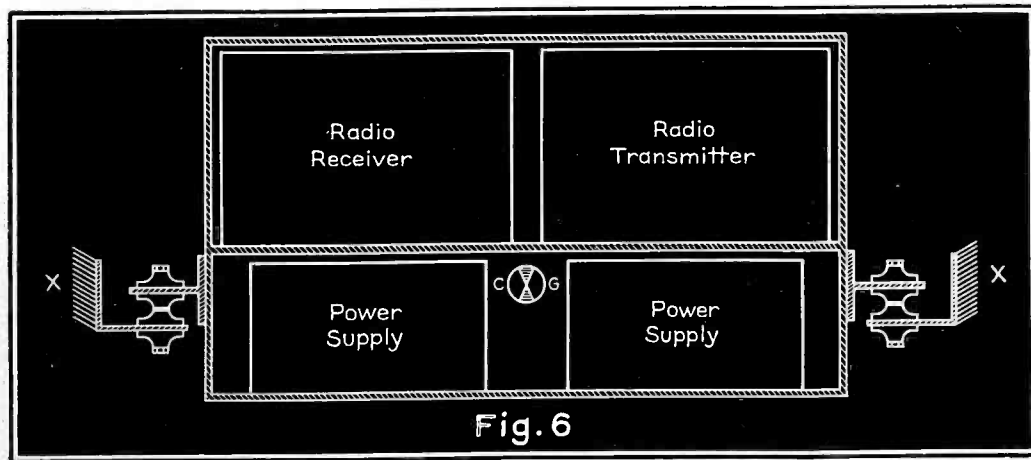 Radio
Receiver
Radio
Transmitter
X
C G
X
Power
Supply
Power
Supply
Fig. 6